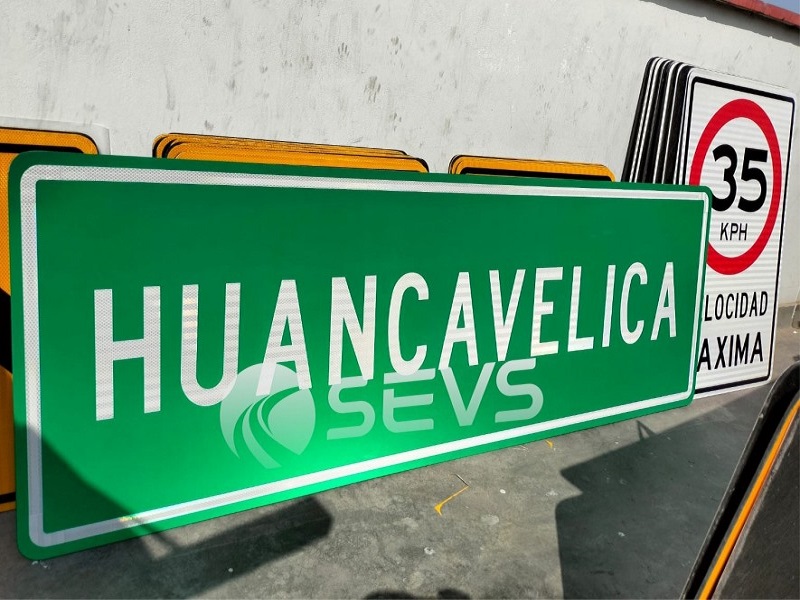 HUANCAVELICA
SEVS
35
KPH
LOCIDAD
AXIMA